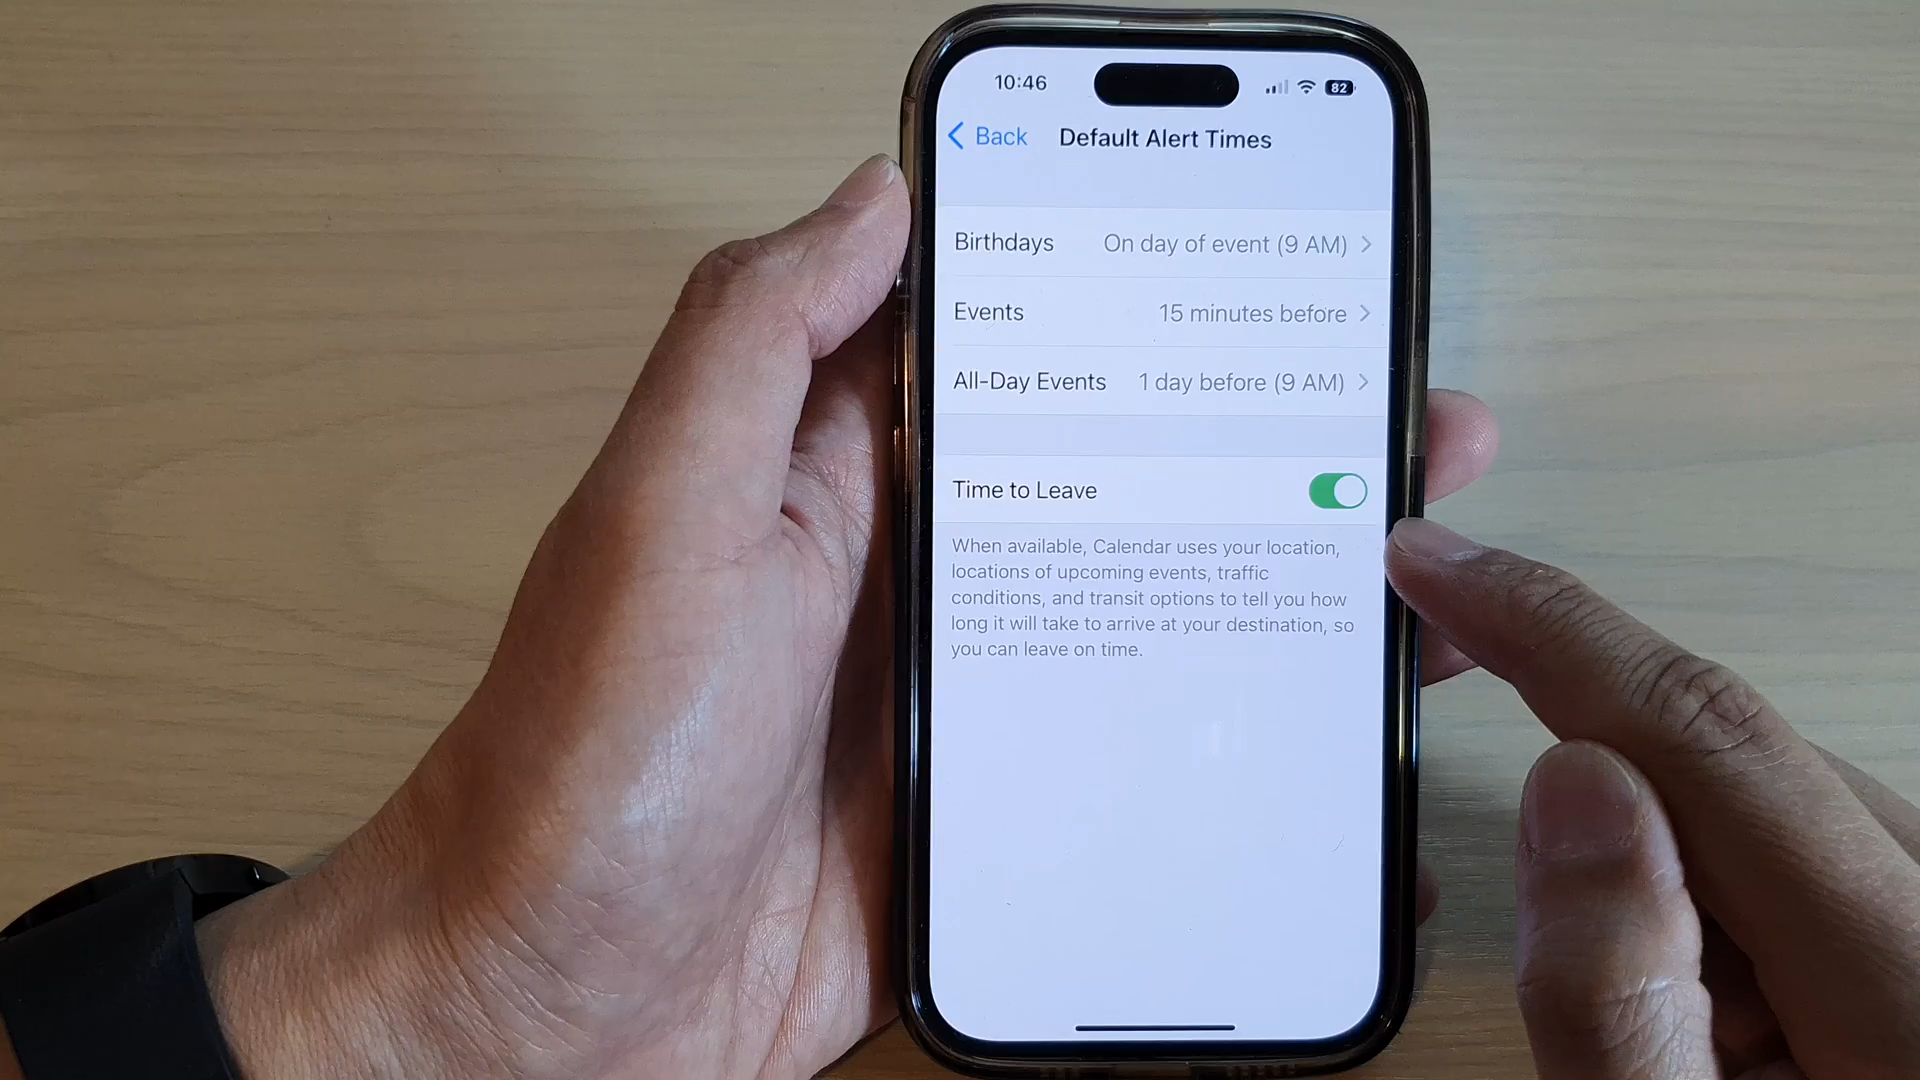 10:46 82
Back Default Alert Times
Birthdays On day of event (9 AM)
Events 15 minutes before
All-Day Events 1 day before (9 AM)
Time to Leave
When available, Calendar uses your location,
locations of upcoming events, traffic
conditions, and transit options to tell you how
long it will take to arrive at your destination, so
you can leave on time.